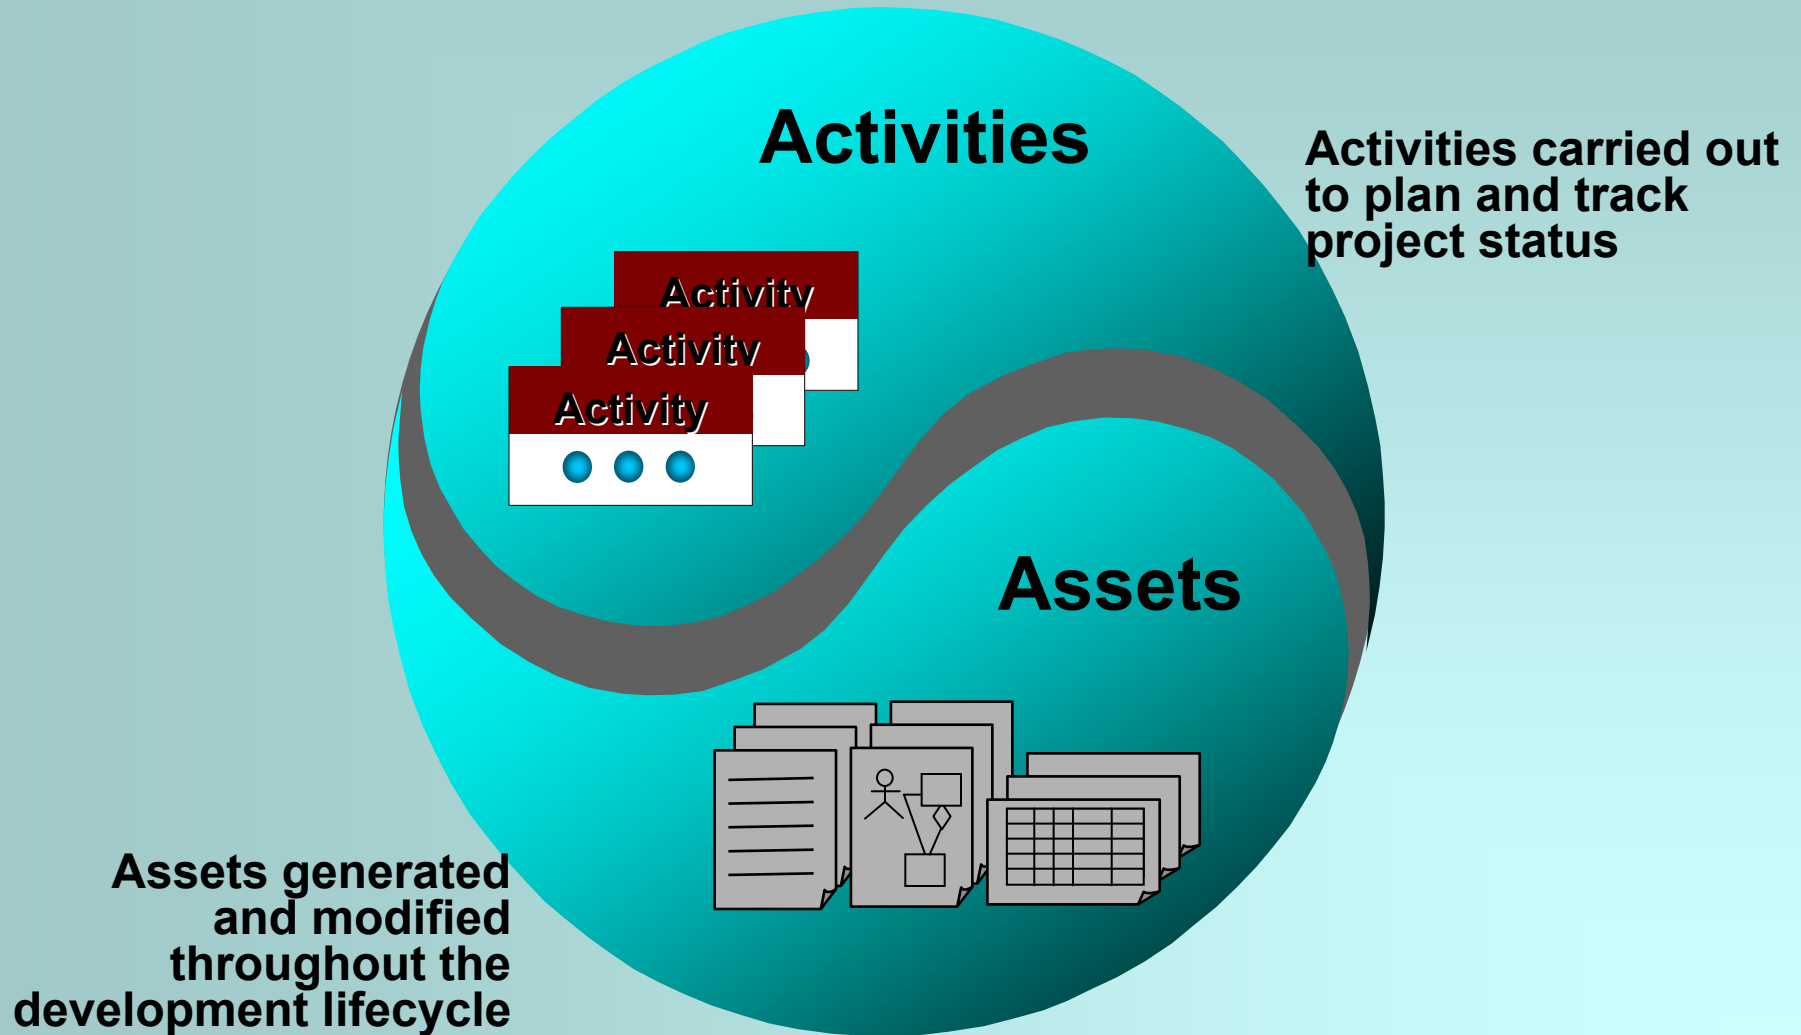 Activities
Activities carried out
to plan and track
project status
Activity
Activity
Activity
Assets
Assets generated
and modified
throughout the
development lifecycle